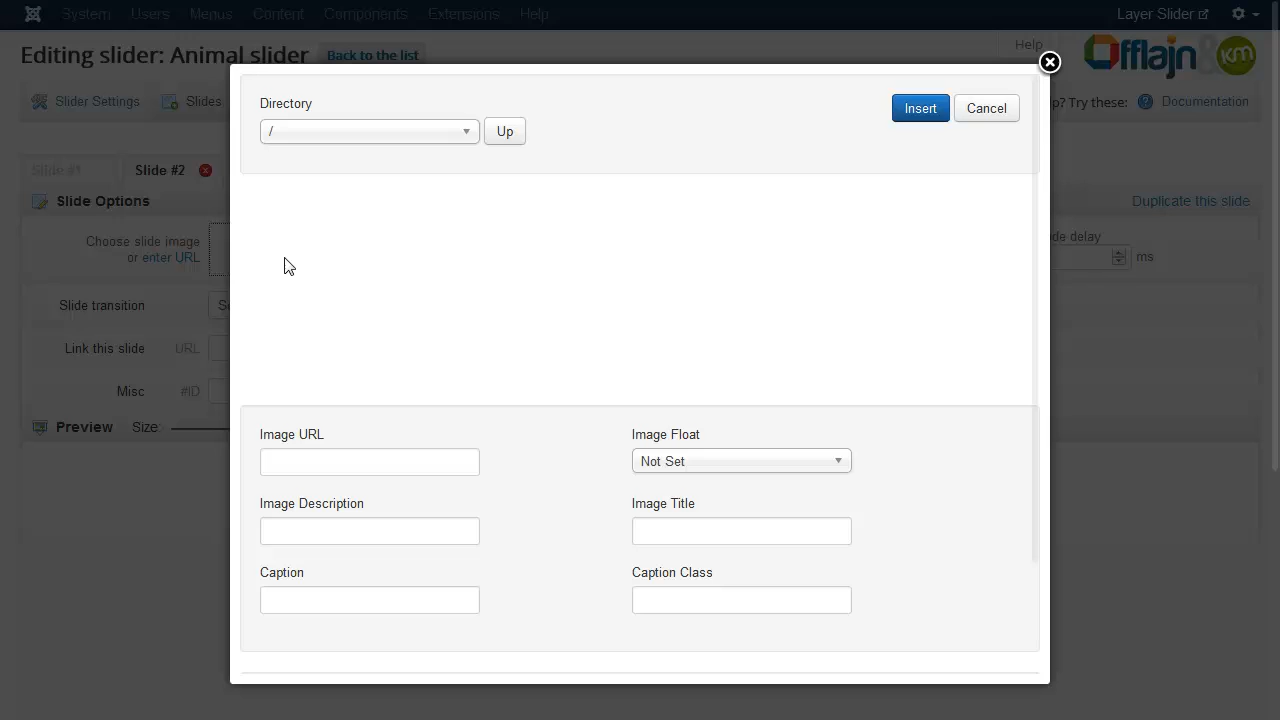 System Users Menus Content Components Extensions Help Layer Slider
Editing slider: Animal slider Back to the list Help
Offlajn & KM
Slider Settings Slides p? Try these: Documentation
Directory Insert Cancel
/ Up
Slide #1 Slide #2
Slide Options Duplicate this slide
Choose slide image
or enter URL
de delay
ms
Slide transition
Link this slide URL
Misc #ID
Preview Size:
Image URL Image Float
Not Set
Image Description Image Title
Caption Caption Class